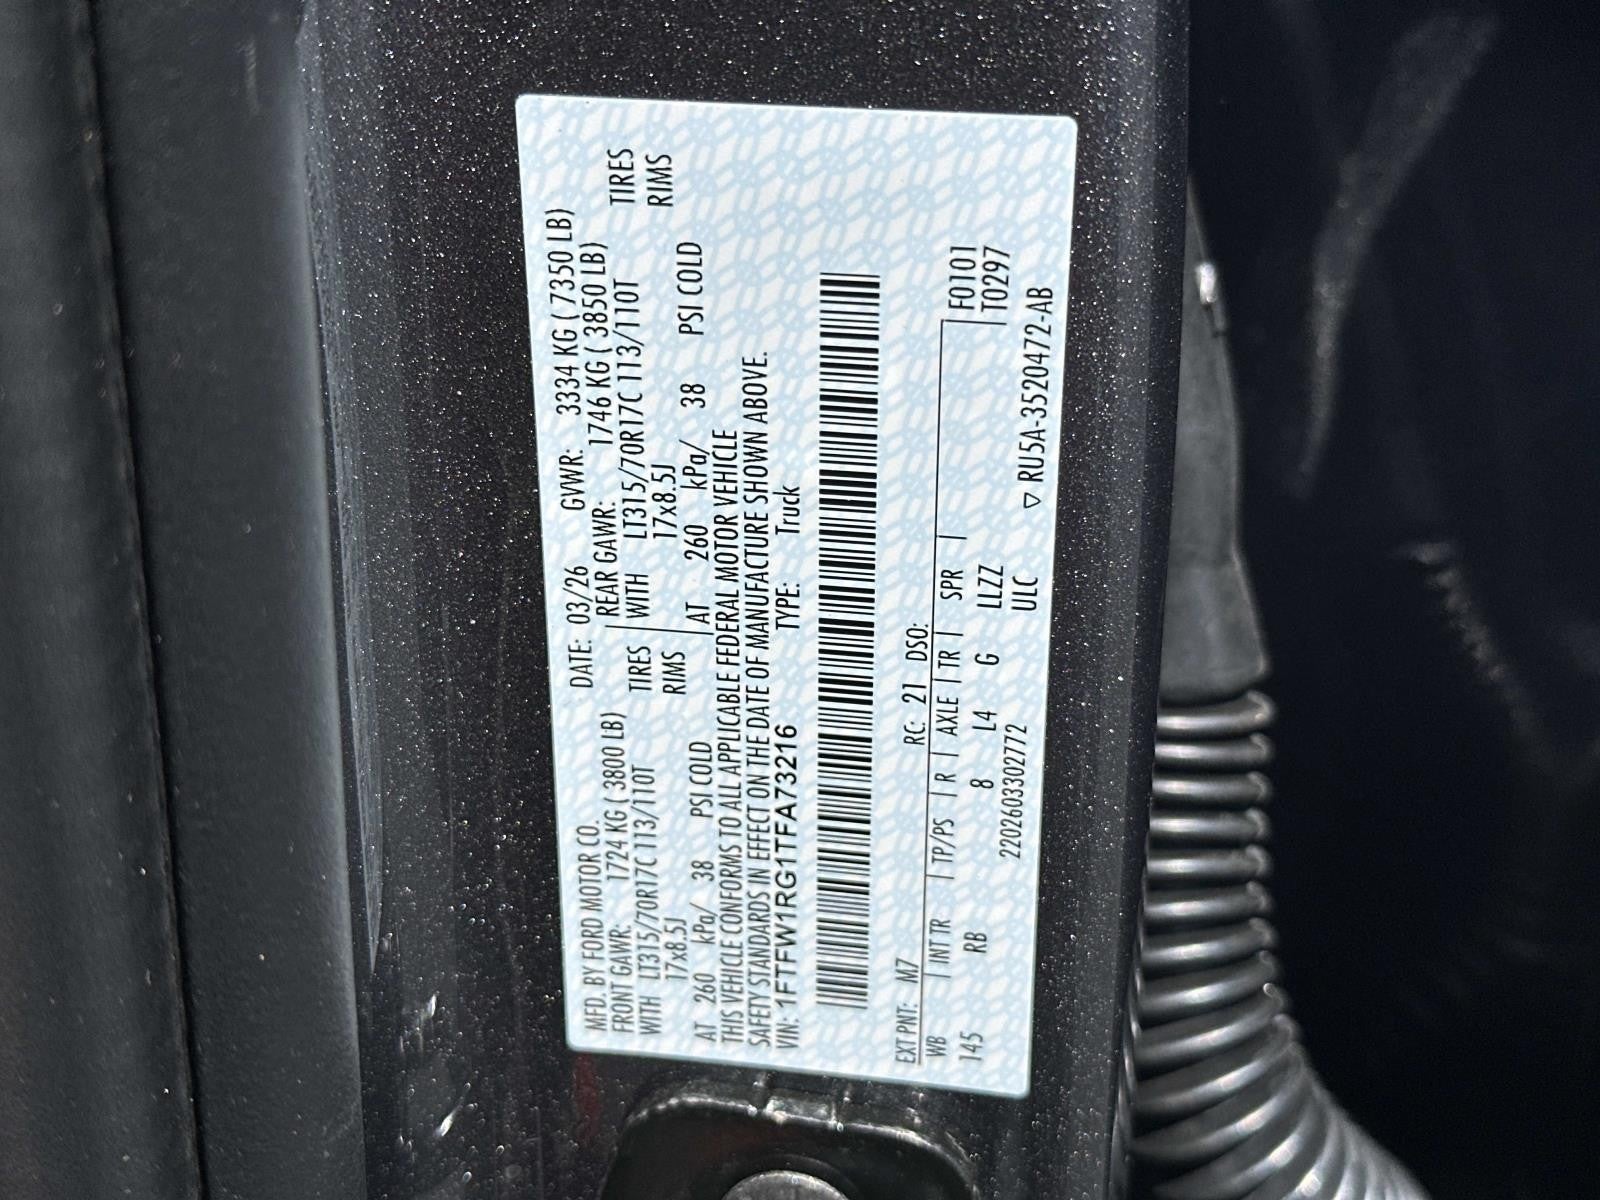 MFD. BY FORD MOTOR CO. DATE: 03/26 GVWR: 3334 KG ( 7350 LB)
FRONT GAWR: 1724 KG ( 3800 LB) REAR GAWR: 1746 KG ( 3850 LB)
WITH LT315/70R17C 113/110T TIRES WITH LT315/70R17C 113/110T TIRES
17x8.5J RIMS 17x8.5J RIMS
AT 260 kPa/ 38 PSI COLD AT 260 kPa/ 38 PSI COLD
THIS VEHICLE CONFORMS TO ALL APPLICABLE FEDERAL MOTOR VEHICLE
SAFETY STANDARDS IN EFFECT ON THE DATE OF MANUFACTURE SHOWN ABOVE.
VIN: 1FTFW1RG1TFA73216 TYPE: Truck
EXT PNT: M7 RC: 21 DSO:
WB | INT TR | TP/PS | R | AXLE | TR | SPR | F0101
145 RB 8 L4 G LLZZ T0297
2202603302772 ULC ▽ RU5A-3520472-AB